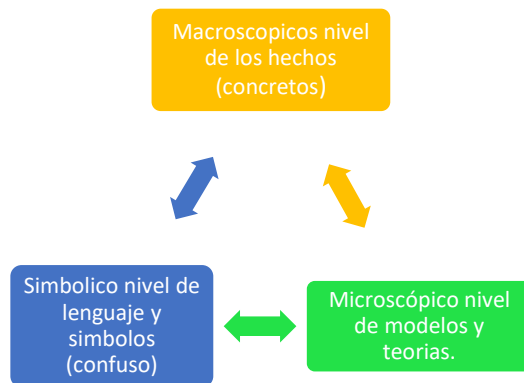 Macroscopicos nivel
de los hechos
(concretos)
Simbolico nivel de
lenguaje y
simbolos
(confuso)
Microscópico nivel
de modelos y
teorias.